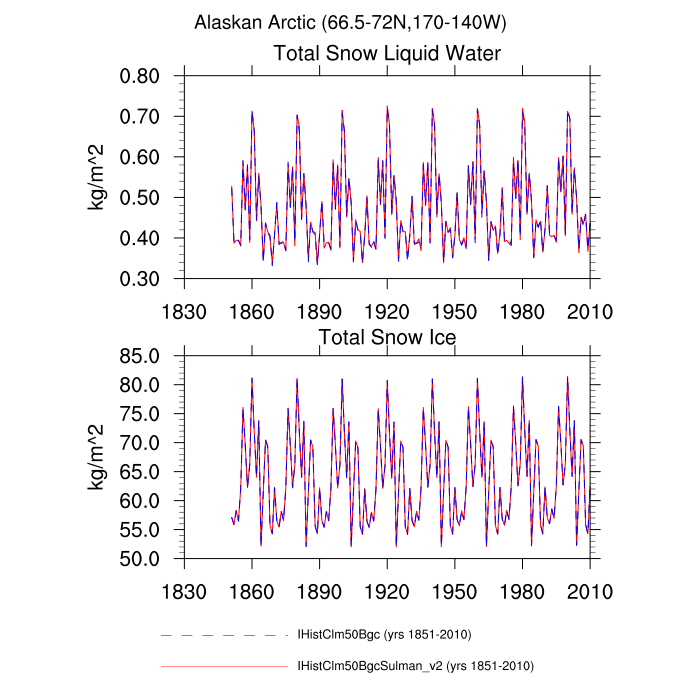 Alaskan Arctic (66.5-72N,170-140W)
Total Snow Liquid Water
kg/m^2
0.80
0.70
0.60
0.50
0.40
0.30
1830 1860 1890 1920 1950 1980 2010
Total Snow Ice
kg/m^2
85.0
80.0
75.0
70.0
65.0
60.0
55.0
50.0
1830 1860 1890 1920 1950 1980 2010
IHistClm50Bgc (yrs 1851-2010)
IHistClm50BgcSulman_v2 (yrs 1851-2010)